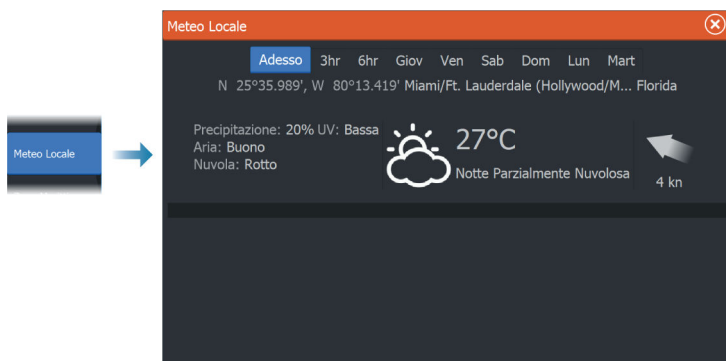 Meteo Locale
Meteo Locale
Adesso 3hr 6hr Giov Ven Sab Dom Lun Mart
N 25°35.989', W 80°13.419' Miami/Ft. Lauderdale (Hollywood/M... Florida
Precipitazione: 20% UV: Bassa
Aria: Buono
Nuvola: Rotto
27°C
Notte Parzialmente Nuvolosa
4 kn